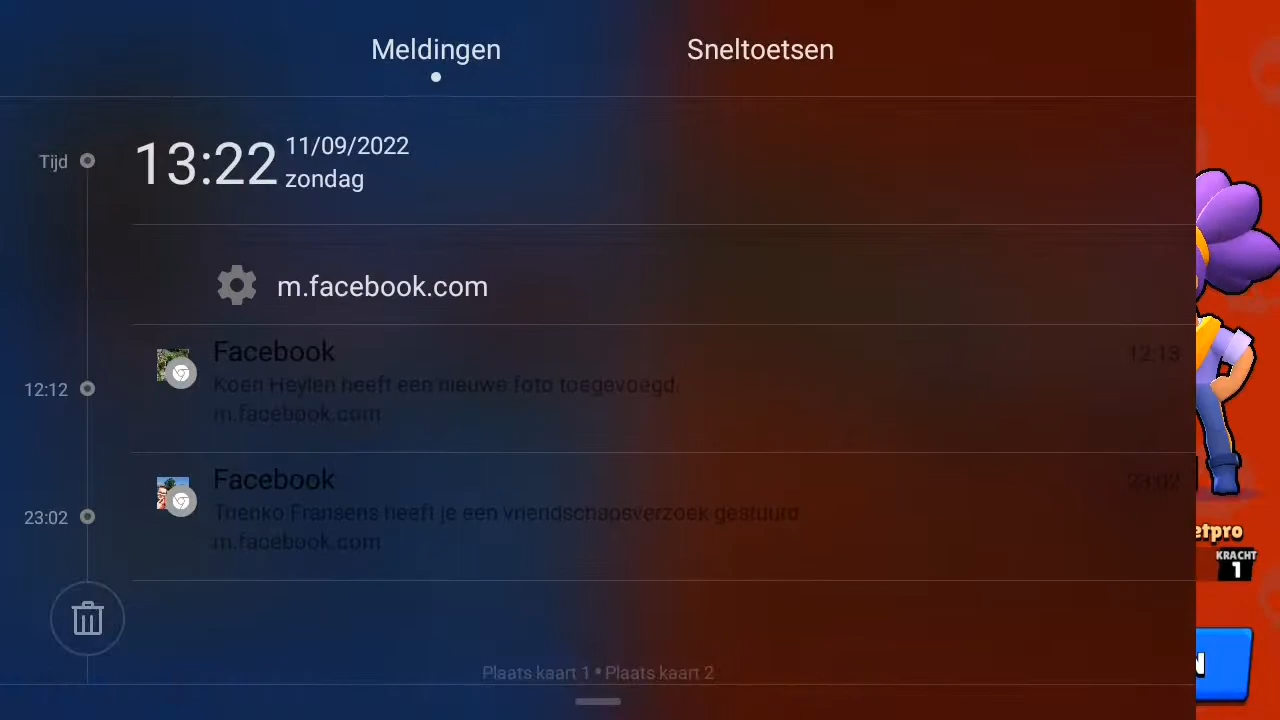 Meldingen
Sneltoetsen
Tijd
13:22
11/09/2022
zondag
m.facebook.com
Facebook
12:13
12:12
Koen Heylen heeft een nieuwe foto toegevoegd.
m.facebook.com
Facebook
23:02
23:02
Trienko Fransens heeft je een vriendschapsverzoek gestuurd
m.facebook.com
etpro
KRACHT
1
N
Plaats kaart 1 • Plaats kaart 2